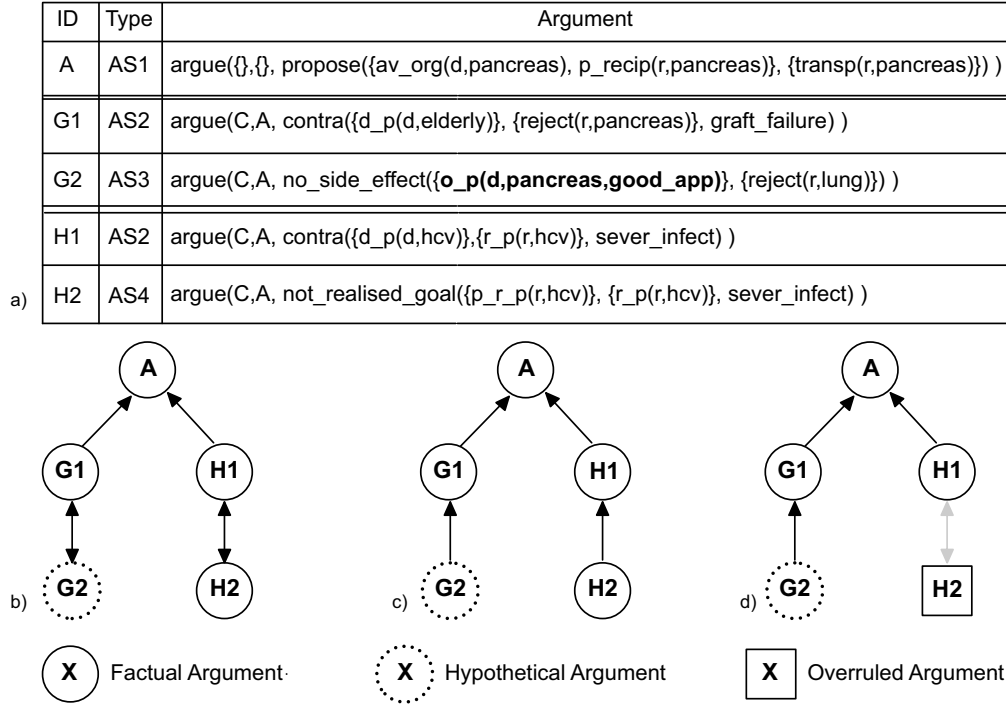 ID Type Argument
A AS1 argue({},{}, propose({av_org(d,pancreas), p_recip(r,pancreas)}, {transp(r,pancreas)}) )
G1 AS2 argue(C,A, contra({d_p(d,elderly)}, {reject(r,pancreas)}, graft_failure) )
G2 AS3 argue(C,A, no_side_effect({o_p(d,pancreas,good_app)}, {reject(r,lung)}) )
H1 AS2 argue(C,A, contra({d_p(d,hcv)},{r_p(r,hcv)}, sever_infect) )
a) H2 AS4 argue(C,A, not_realised_goal({p_r_p(r,hcv)}, {r_p(r,hcv)}, sever_infect) )
A A A
G1 H1 G1 H1 G1 H1
b) G2 H2 c) G2 H2 d) G2 H2
X Factual Argument X Hypothetical Argument X Overruled Argument